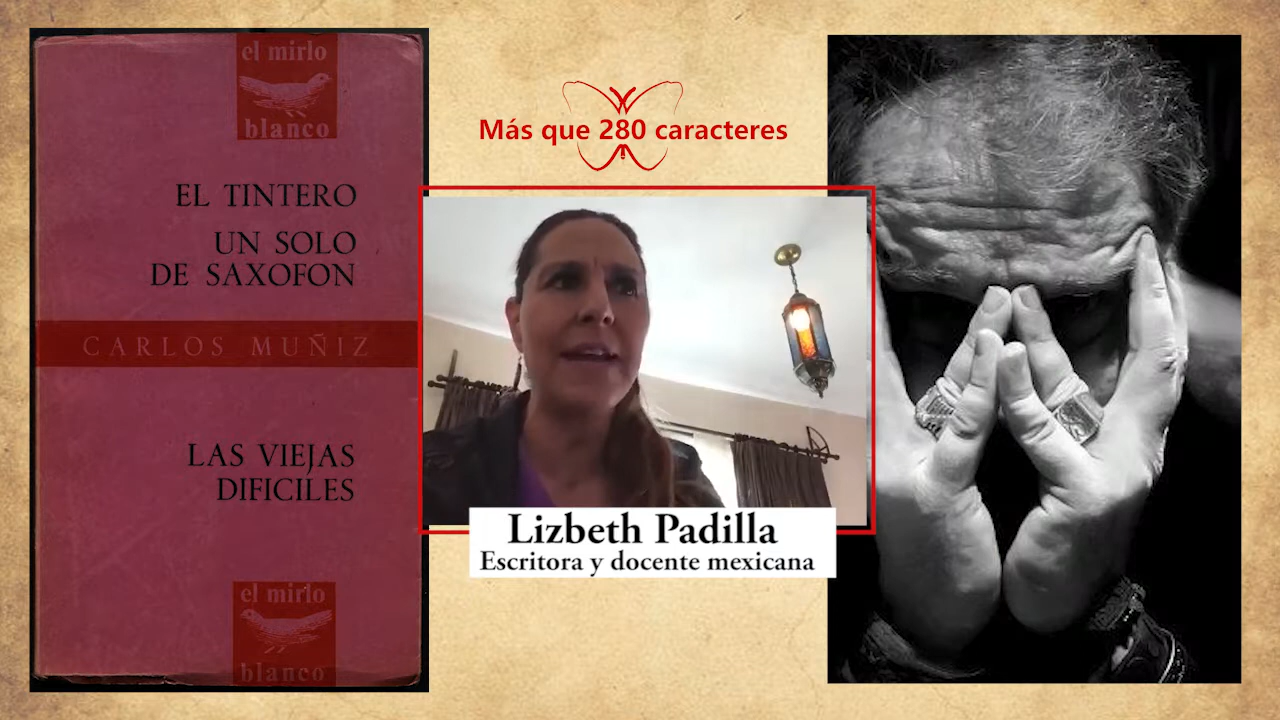 el mirlo
blanco
EL TINTERO
UN SOLO
DE SAXOFON
CARLOS MUÑIZ
LAS VIEJAS
DIFICILES
el mirlo
blanco
Más que 280 caracteres
Lizbeth Padilla
Escritora y docente mexicana